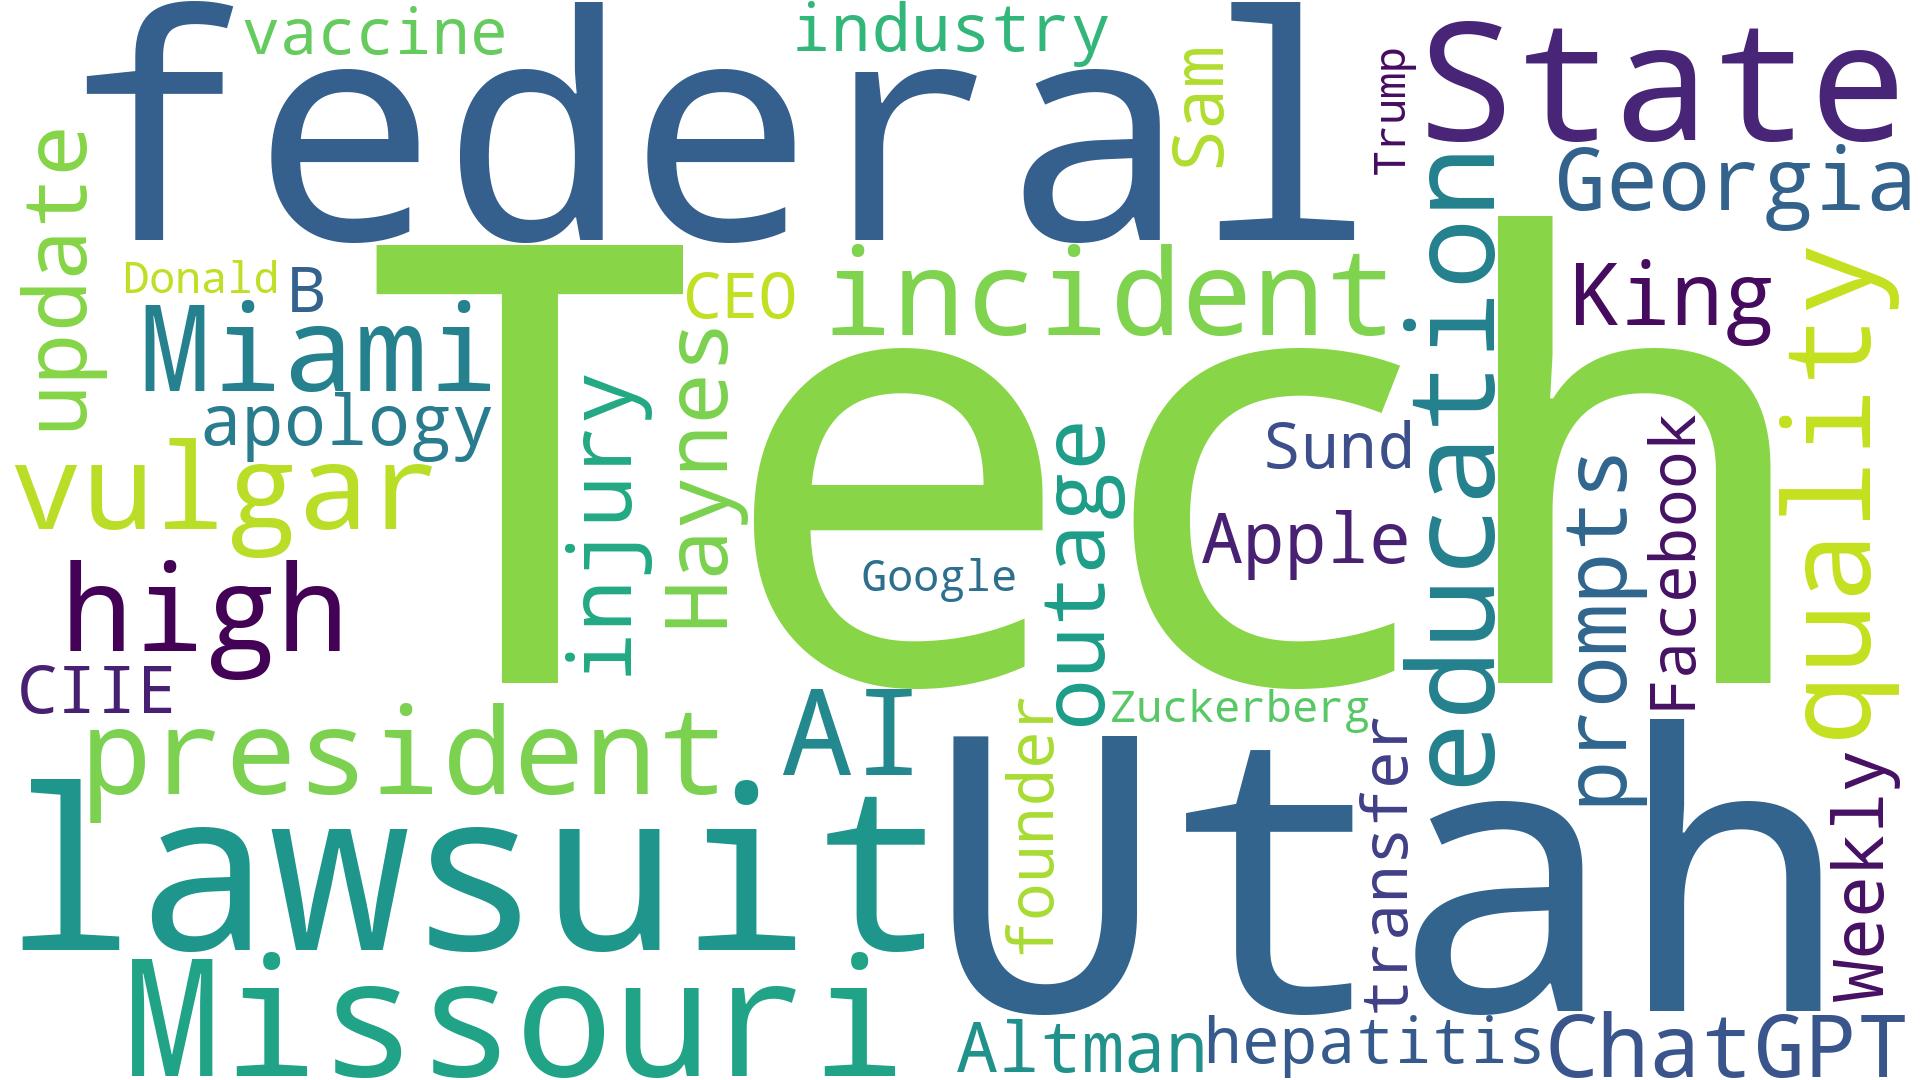 federal
vaccine
industry
Sam
Trump
State
Georgia
update
Donald
B
CEO
incident
education
King
quality
Miami
apology
Tech
vulgar
injury
Haynes
Sund
outage
Apple
Google
prompts
Facebook
high
CIIE
president
AI
Zuckerberg
founder
transfer
Weekly
lawsuit
Utah
Missouri
Altman
hepatitis
ChatGPT